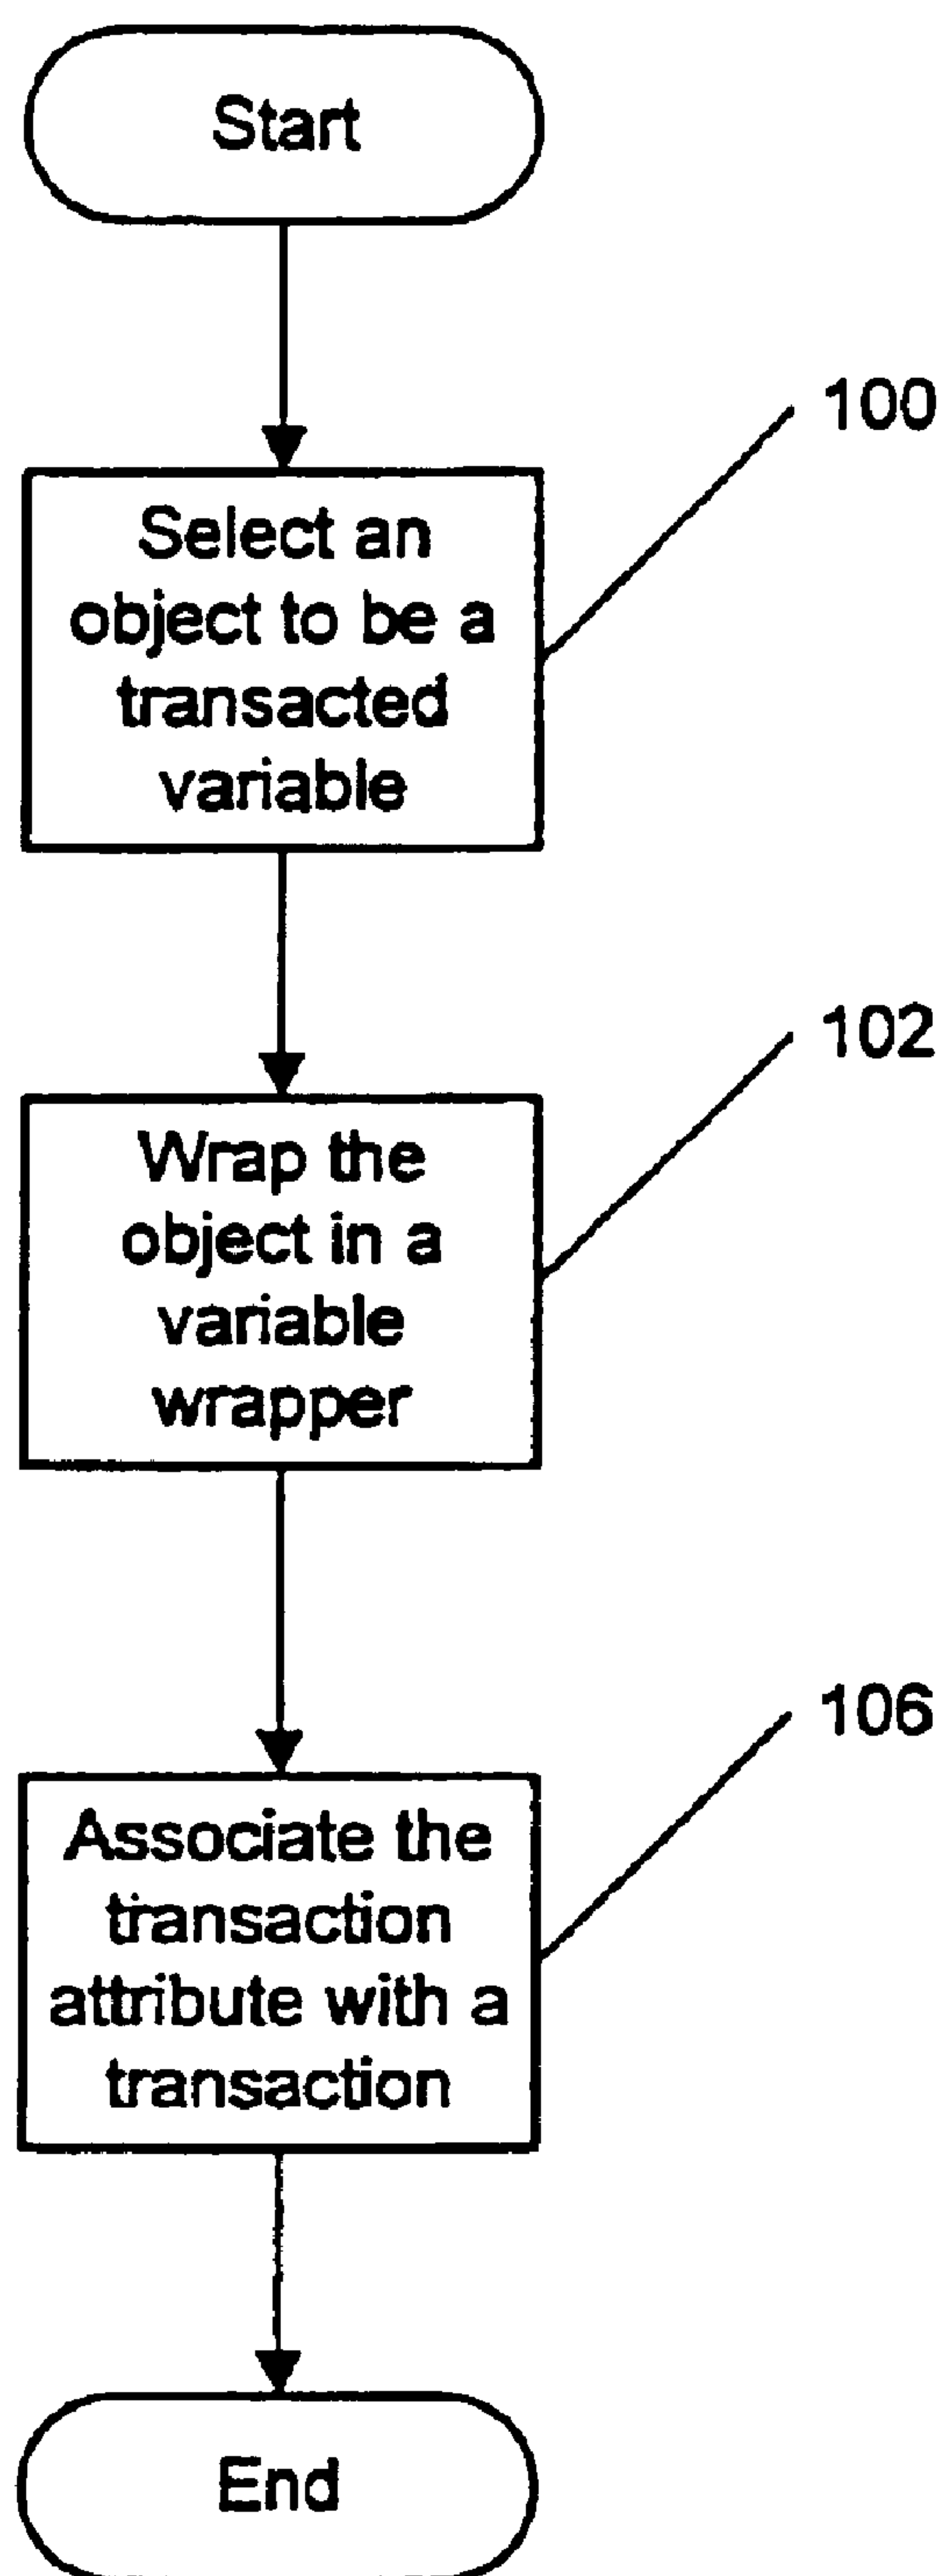 Start
100
Select an
object to be a
transacted
variable
102
Wrap the
object in a
variable
wrapper
106
Associate the
transaction
attribute with a
transaction
End